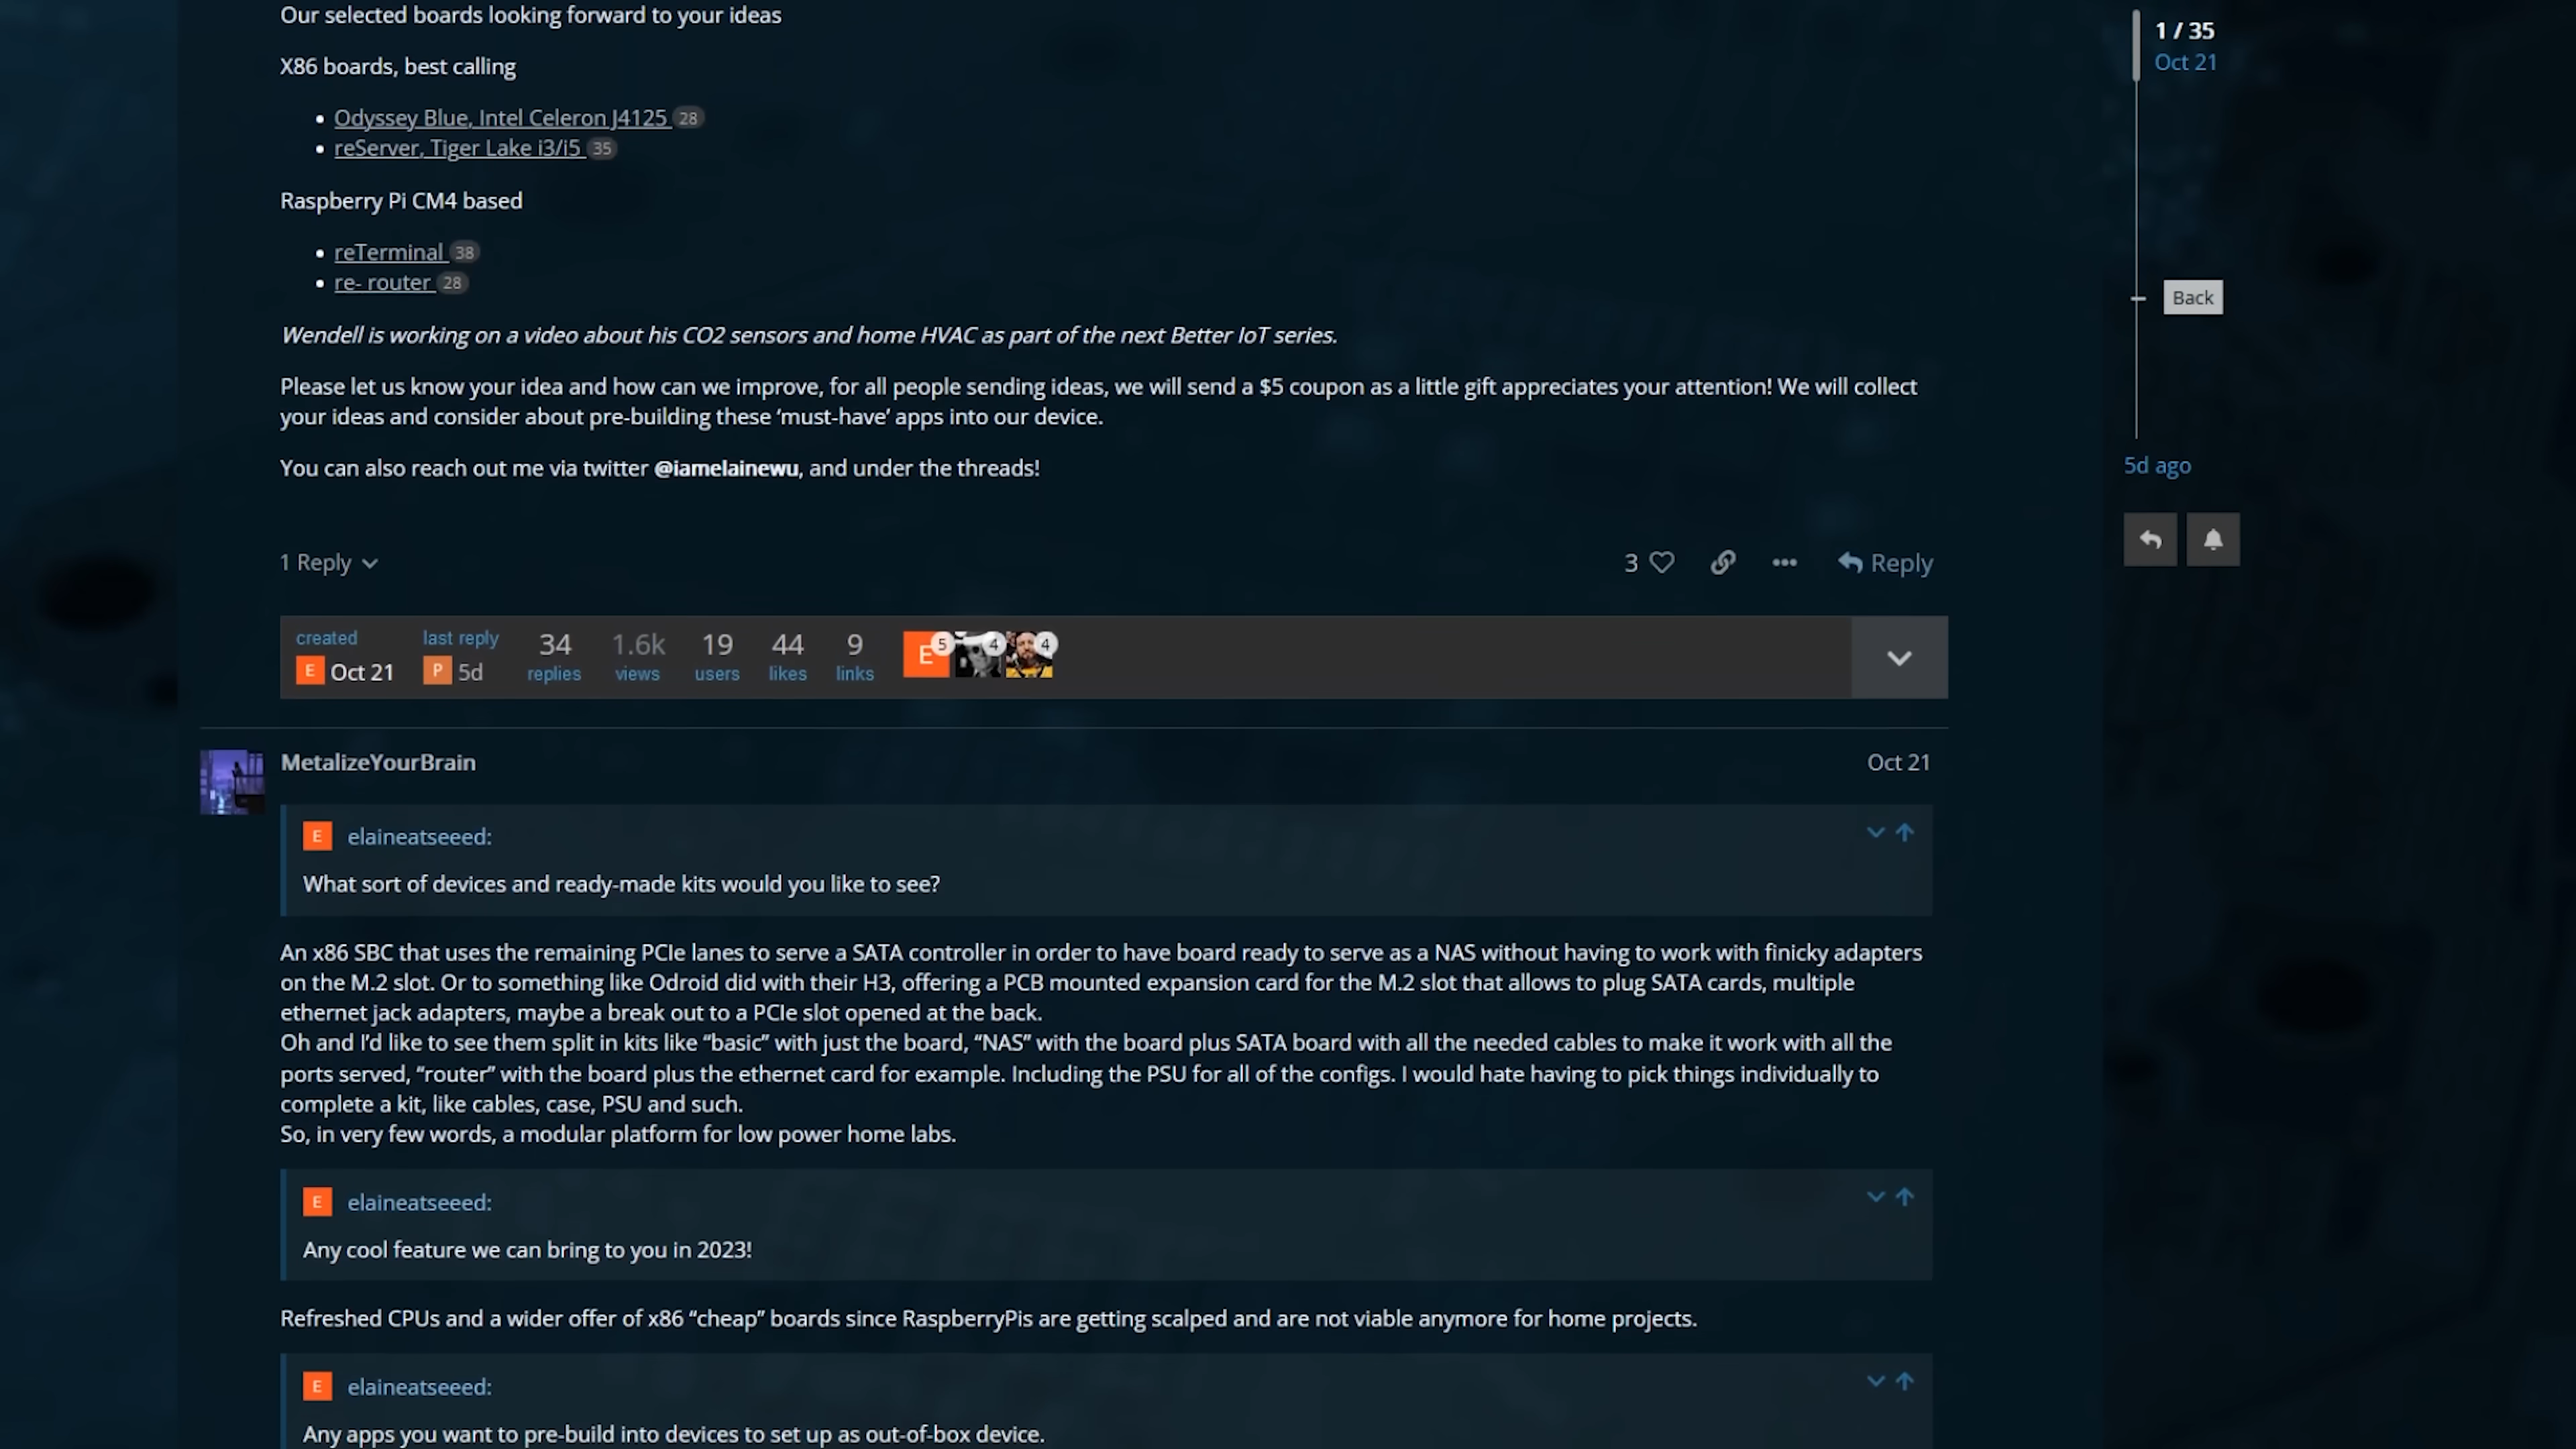 Our selected boards looking forward to your ideas
1 / 35
Oct 21
X86 boards, best calling
Odyssey Blue, Intel Celeron J4125 28
reServer, Tiger Lake i3/i5 35
Raspberry Pi CM4 based
reTerminal 38
re- router 28
Back
Wendell is working on a video about his CO2 sensors and home HVAC as part of the next Better IoT series.
Please let us know your idea and how can we improve, for all people sending ideas, we will send a $5 coupon as a little gift appreciates your attention! We will collect
your ideas and consider about pre-building these ‘must-have’ apps into our device.
You can also reach out me via twitter @iamelainewu, and under the threads!
5d ago
1 Reply
3
Reply
created
E Oct 21
last reply
P 5d
34
replies
1.6k
views
19
users
44
likes
9
links
E 5 4 4
MetalizeYourBrain
Oct 21
E elaineatseeed:
What sort of devices and ready-made kits would you like to see?
An x86 SBC that uses the remaining PCIe lanes to serve a SATA controller in order to have board ready to serve as a NAS without having to work with finicky adapters
on the M.2 slot. Or to something like Odroid did with their H3, offering a PCB mounted expansion card for the M.2 slot that allows to plug SATA cards, multiple
ethernet jack adapters, maybe a break out to a PCIe slot opened at the back.
Oh and I’d like to see them split in kits like “basic” with just the board, “NAS” with the board plus SATA board with all the needed cables to make it work with all the
ports served, “router” with the board plus the ethernet card for example. Including the PSU for all of the configs. I would hate having to pick things individually to
complete a kit, like cables, case, PSU and such.
So, in very few words, a modular platform for low power home labs.
E elaineatseeed:
Any cool feature we can bring to you in 2023!
Refreshed CPUs and a wider offer of x86 “cheap” boards since RaspberryPis are getting scalped and are not viable anymore for home projects.
E elaineatseeed:
Any apps you want to pre-build into devices to set up as out-of-box device.